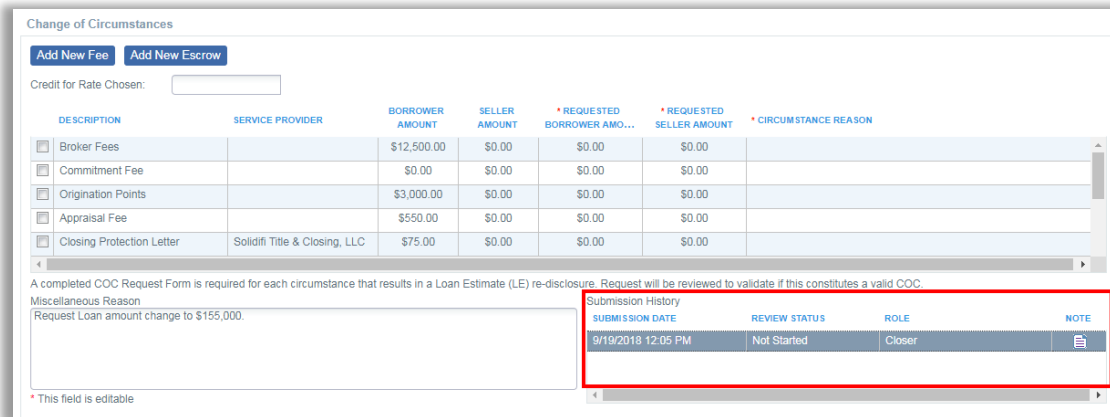 Change of Circumstances
Add New Fee Add New Escrow
Credit for Rate Chosen:
DESCRIPTION SERVICE PROVIDER BORROWER AMOUNT SELLER AMOUNT * REQUESTED BORROWER AMO... * REQUESTED SELLER AMOUNT * CIRCUMSTANCE REASON
Broker Fees $12,500.00 $0.00 $0.00 $0.00
Commitment Fee $0.00 $0.00 $0.00 $0.00
Origination Points $3,000.00 $0.00 $0.00 $0.00
Appraisal Fee $550.00 $0.00 $0.00 $0.00
Closing Protection Letter Solidifi Title & Closing, LLC $75.00 $0.00 $0.00 $0.00
A completed COC Request Form is required for each circumstance that results in a Loan Estimate (LE) re-disclosure. Request will be reviewed to validate if this constitutes a valid COC.
Miscellaneous Reason Submission History
Request Loan amount change to $155,000.
SUBMISSION DATE REVIEW STATUS ROLE NOTE
9/19/2018 12:05 PM Not Started Closer
* This field is editable